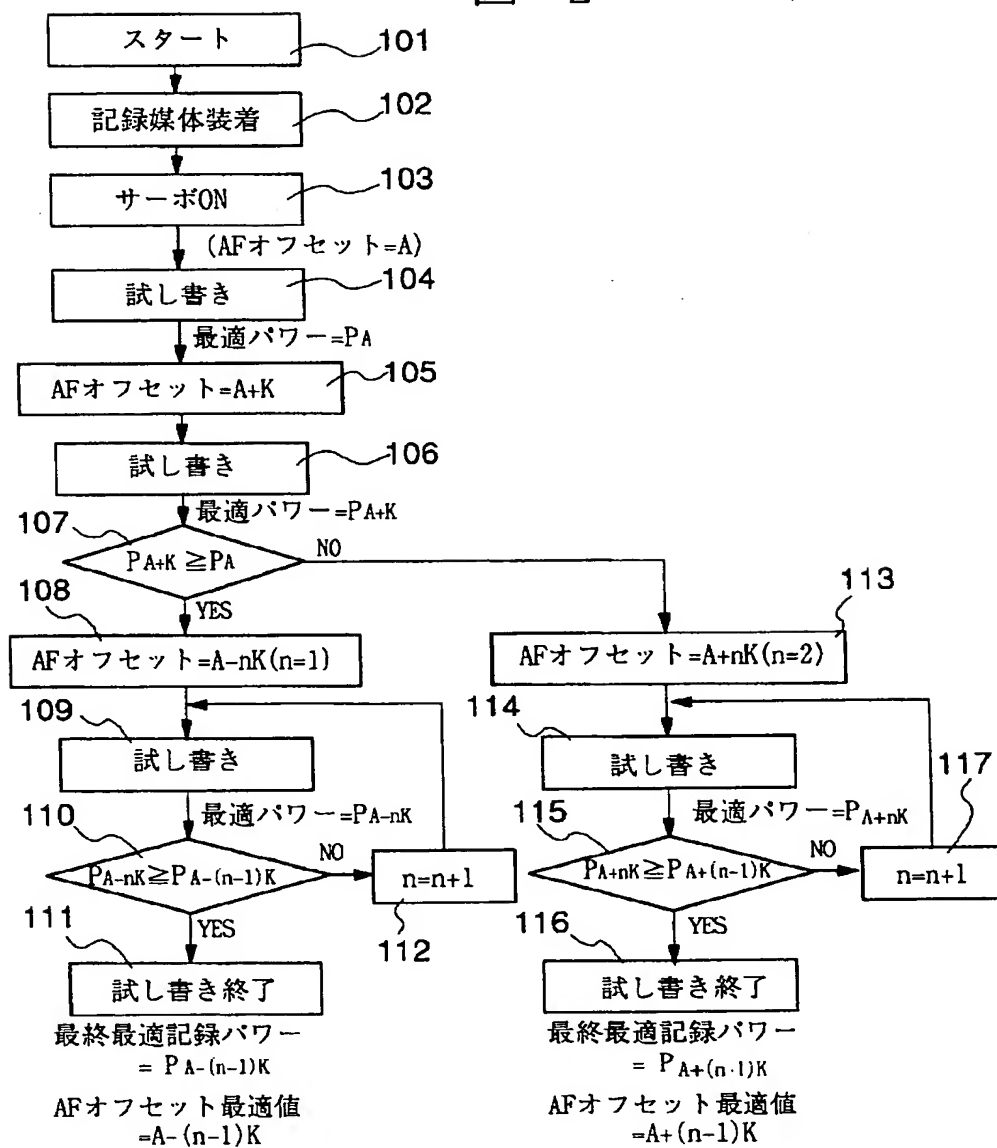 スタート
101
記録媒体装着
102
サーボON
103
(AFオフセット=A)
試し書き
104
最適パワー=PA
AFオフセット=A+K
105
試し書き
106
最適パワー=PA+K
107
PA+K≧PA
NO
YES
108
AFオフセット=A-nK(n=1)
109
試し書き
最適パワー=PA-nK
110
PA-nK≧PA-(n-1)K
NO
n=n+1
112
YES
111
試し書き終了
最終最適記録パワー
= PA-(n-1)K
AFオフセット最適値
=A-(n-1)K
113
AFオフセット=A+nK(n=2)
114
試し書き
117
最適パワー=PA+nK
115
PA+nK≧PA+(n-1)K
NO
n=n+1
YES
116
試し書き終了
最終最適記録パワー
= PA+(n-1)K
AFオフセット最適値
=A+(n-1)K